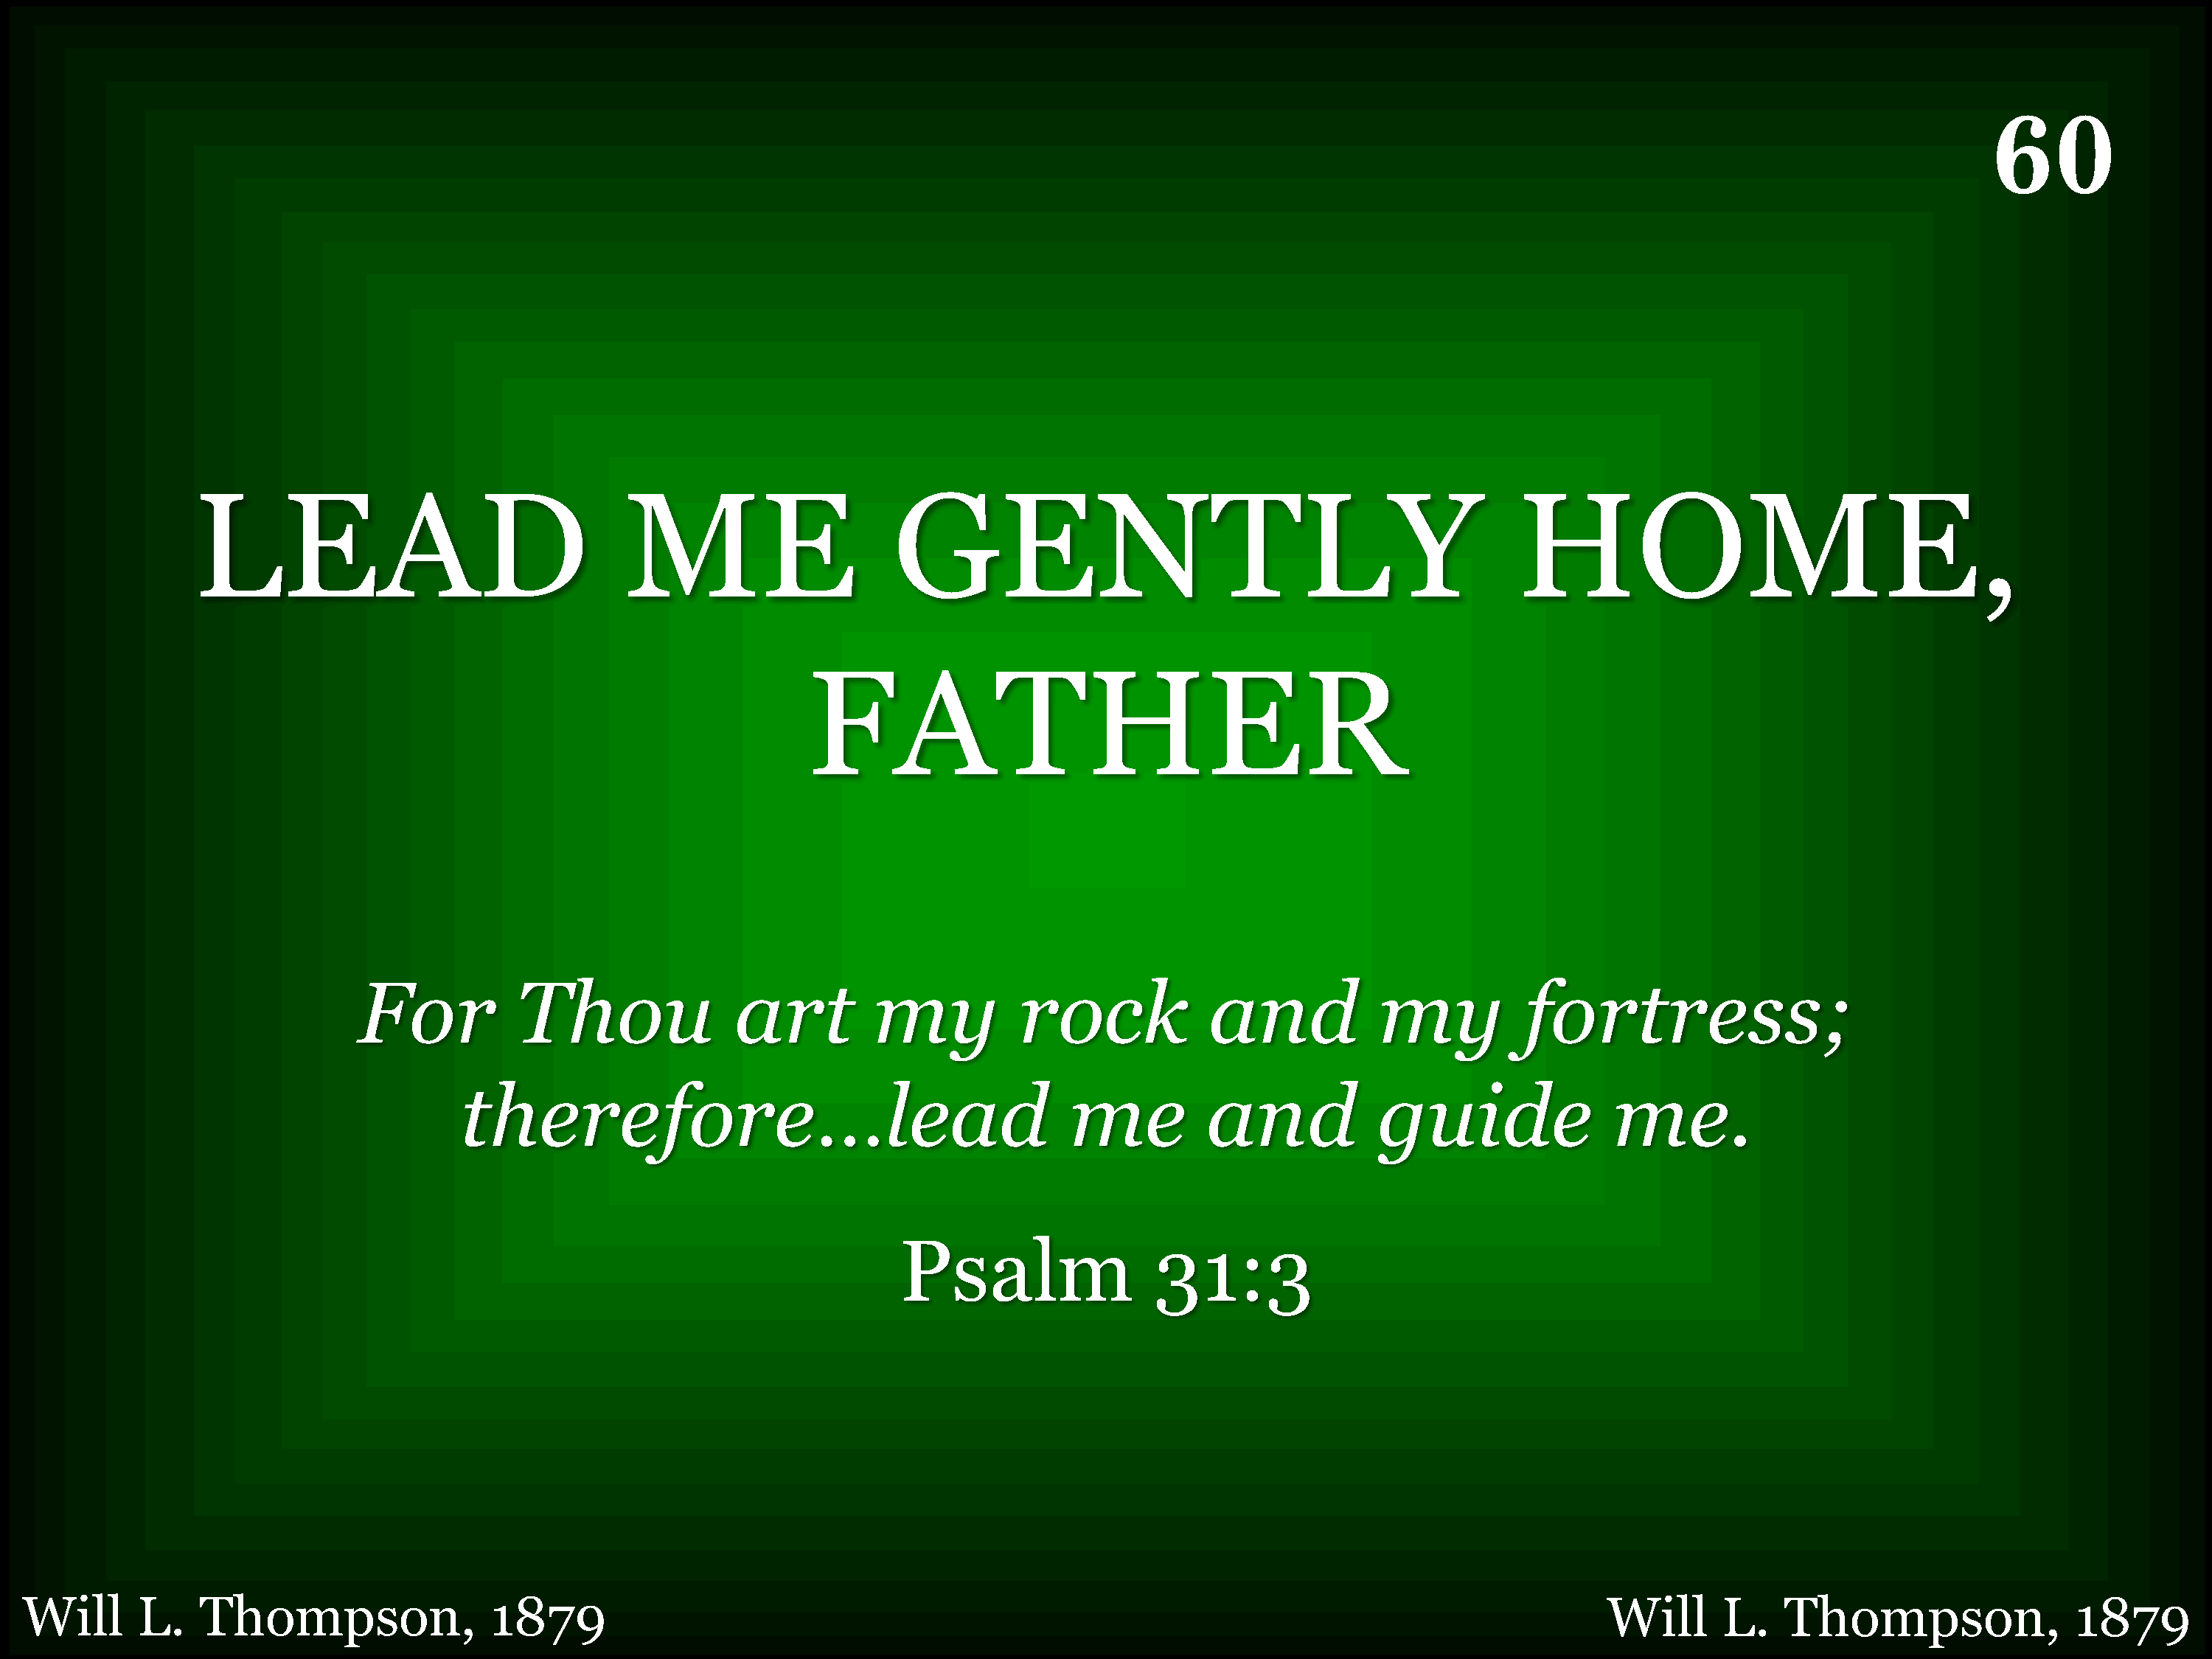 60
LEAD ME GENTLY HOME,
FATHER
For Thou art my rock and my fortress;
therefore...lead me and guide me.
Psalm 31:3
Will L. Thompson, 1879
Will L. Thompson, 1879